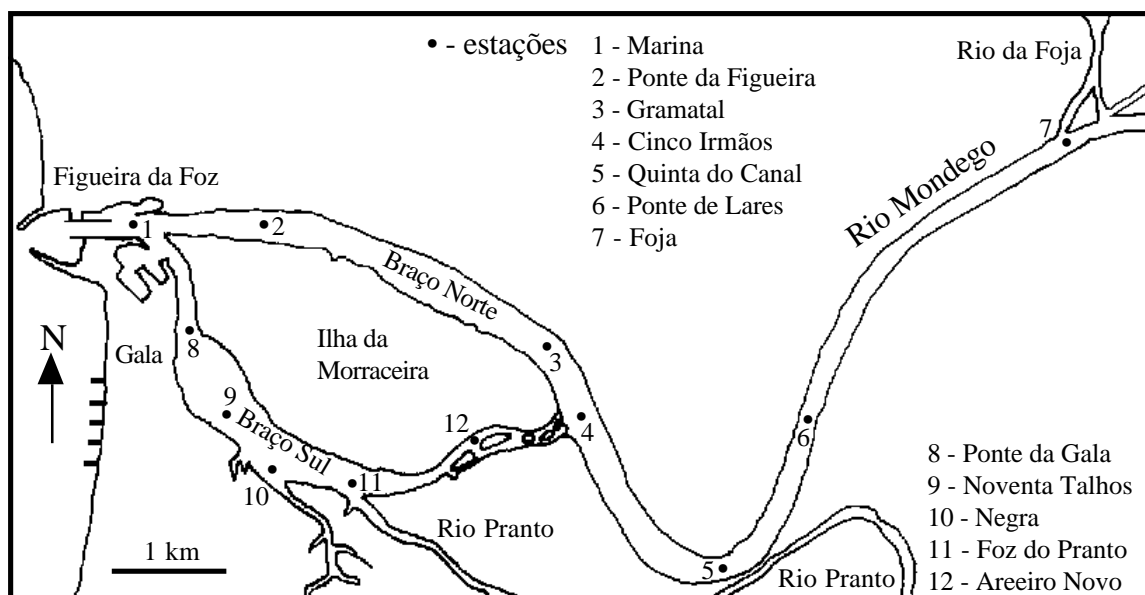 • - estações
1 - Marina
2 - Ponte da Figueira
3 - Gramatal
4 - Cinco Irmãos
5 - Quinta do Canal
6 - Ponte de Lares
7 - Foja
Rio da Foja
7
Rio Mondego
Figueira da Foz
1
2
Braço Norte
N
Gala
8
Ilha da
Morraceira
3
9
Braço Sul
12
4
6
10
11
Rio Pranto
1 km
5
Rio Pranto
8 - Ponte da Gala
9 - Noventa Talhos
10 - Negra
11 - Foz do Pranto
12 - Areeiro Novo